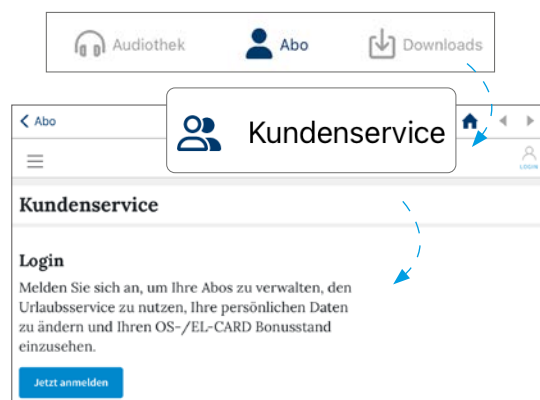 Audiothek Abo Downloads
Abo
Kundenservice
LOGIN
Kundenservice
Login
Melden Sie sich an, um Ihre Abos zu verwalten, den
Urlaubsservice zu nutzen, Ihre persönlichen Daten
zu ändern und Ihren OS-/EL-CARD Bonusstand
einzusehen.
Jetzt anmelden